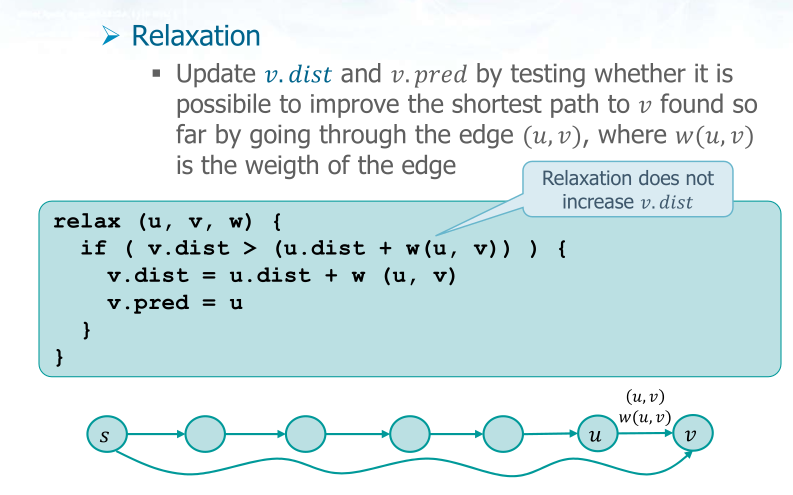 ➢ Relaxation
▪ Update v.dist and v.pred by testing whether it is
possibile to improve the shortest path to v found so
far by going through the edge (u, v), where w(u, v)
is the weigth of the edge
Relaxation does not
increase v.dist
relax (u, v, w) {
if ( v.dist > (u.dist + w(u, v)) ) {
v.dist = u.dist + w (u, v)
v.pred = u
}
}
(u, v)
w(u, v)
s
u
v